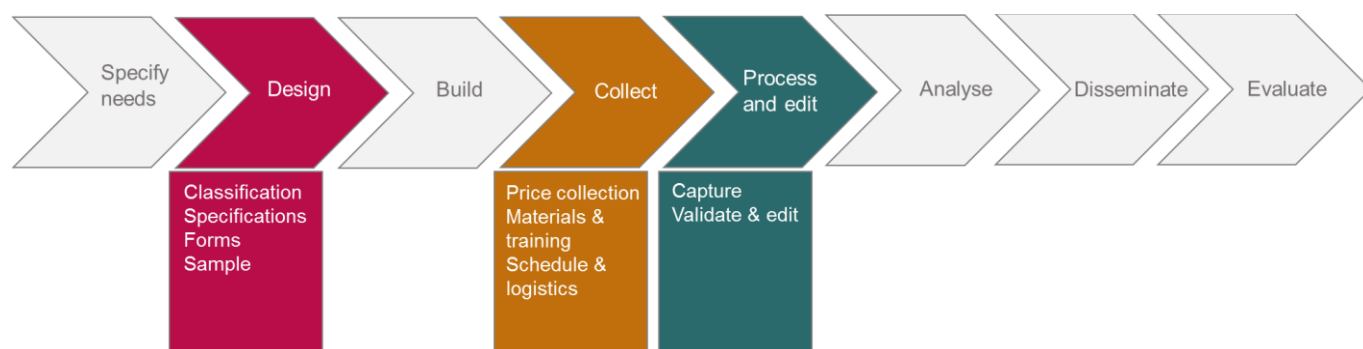 Specify
needs
Design
Build
Collect
Process
and edit
Analyse
Disseminate
Evaluate
Classification
Specifications
Forms
Sample
Price collection
Materials &
training
Schedule &
logistics
Capture
Validate & edit